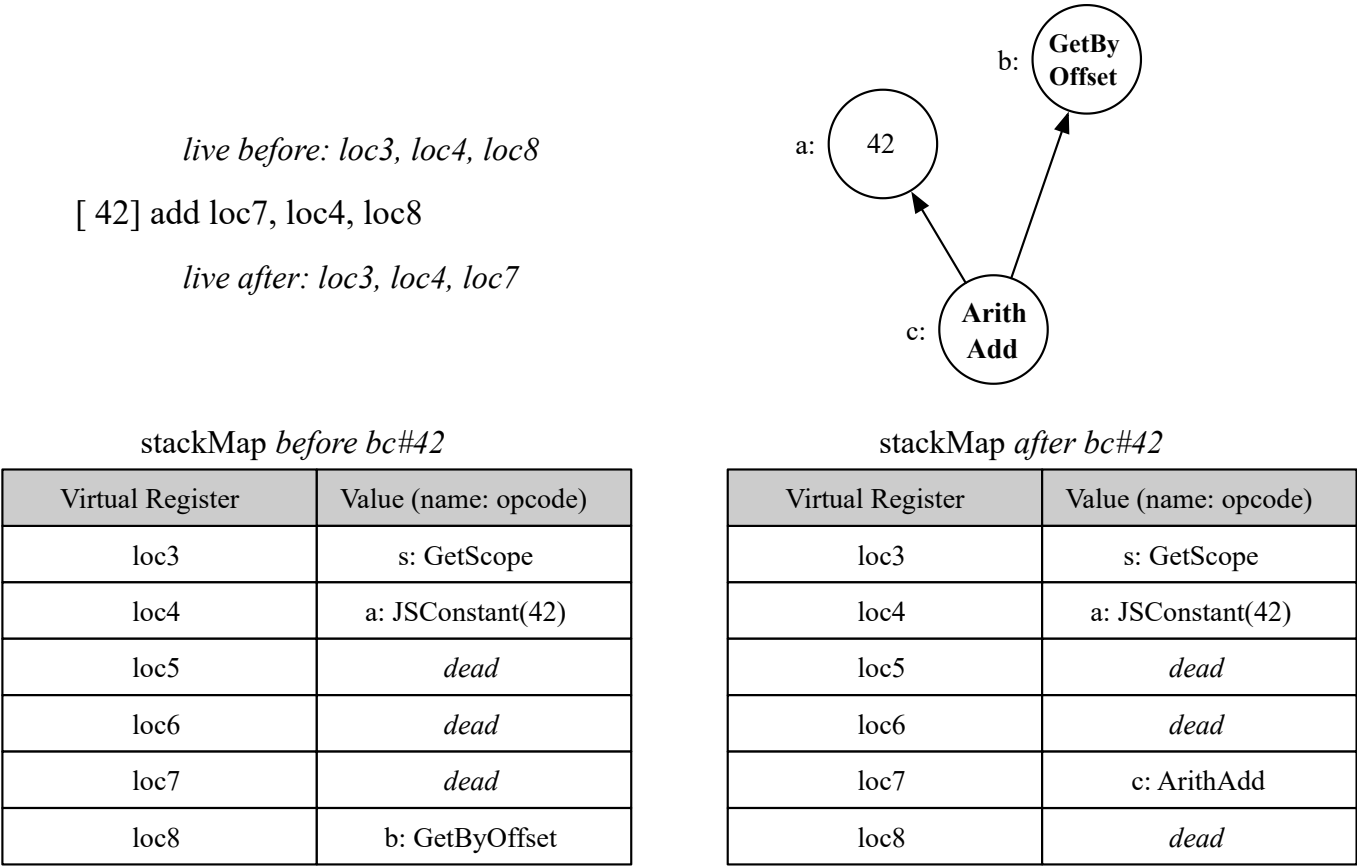 live before: loc3, loc4, loc8
[ 42] add loc7, loc4, loc8
live after: loc3, loc4, loc7
b:
GetBy
Offset
a:
42
c:
Arith
Add
stackMap before bc#42
Virtual Register Value (name: opcode)
loc3 s: GetScope
loc4 a: JSConstant(42)
loc5 dead
loc6 dead
loc7 dead
loc8 b: GetByOffset
stackMap after bc#42
Virtual Register Value (name: opcode)
loc3 s: GetScope
loc4 a: JSConstant(42)
loc5 dead
loc6 dead
loc7 c: ArithAdd
loc8 dead